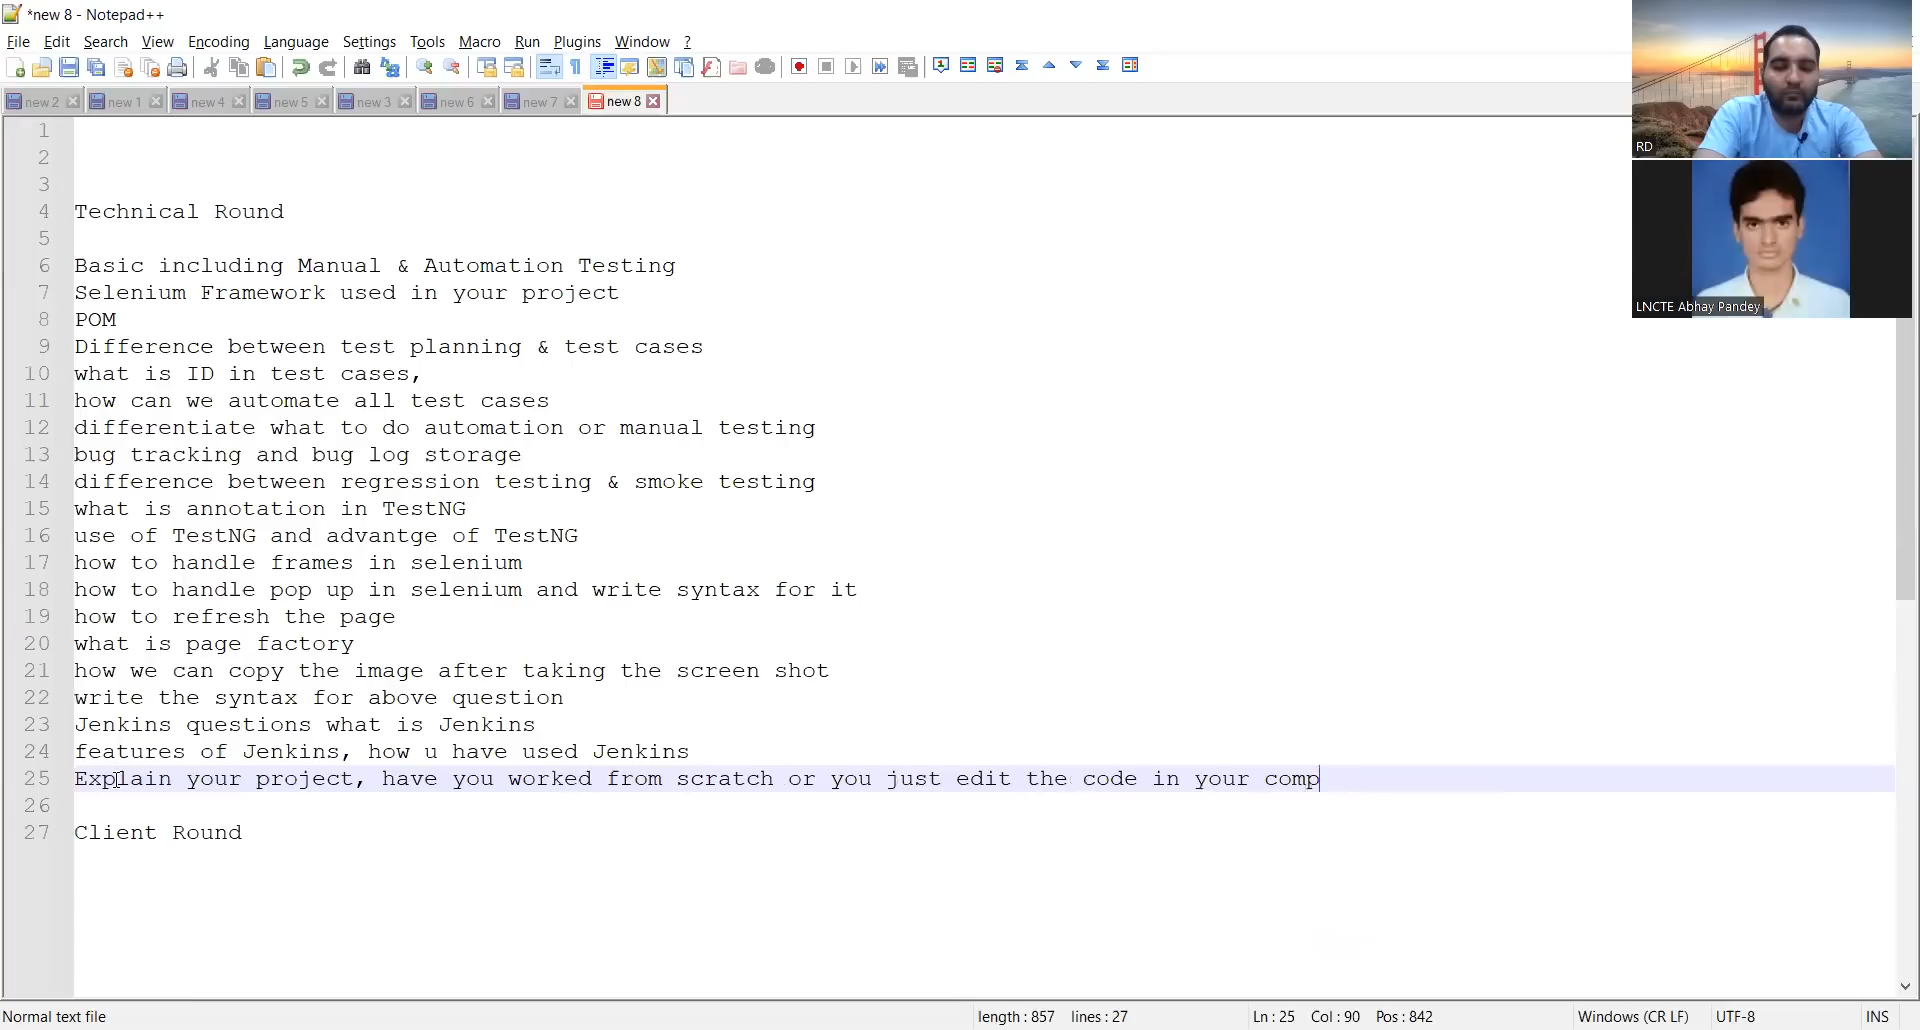 *new 8 - Notepad++
File Edit Search View Encoding Language Settings Tools Macro Run Plugins Window ?
new 2 new 1 new 4 new 5 new 3 new 6 new 7 new 8
RD
LNCTE Abhay Pandey
1
2
3
4 Technical Round
5
6 Basic including Manual & Automation Testing
7 Selenium Framework used in your project
8 POM
9 Difference between test planning & test cases
10 what is ID in test cases,
11 how can we automate all test cases
12 differentiate what to do automation or manual testing
13 bug tracking and bug log storage
14 difference between regression testing & smoke testing
15 what is annotation in TestNG
16 use of TestNG and advantge of TestNG
17 how to handle frames in selenium
18 how to handle pop up in selenium and write syntax for it
19 how to refresh the page
20 what is page factory
21 how we can copy the image after taking the screen shot
22 write the syntax for above question
23 Jenkins questions what is Jenkins
24 features of Jenkins, how u have used Jenkins
25 Explain your project, have you worked from scratch or you just edit the code in your comp
26
27 Client Round
Normal text file length : 857 lines : 27 Ln : 25 Col : 90 Pos : 842 Windows (CR LF) UTF-8 INS